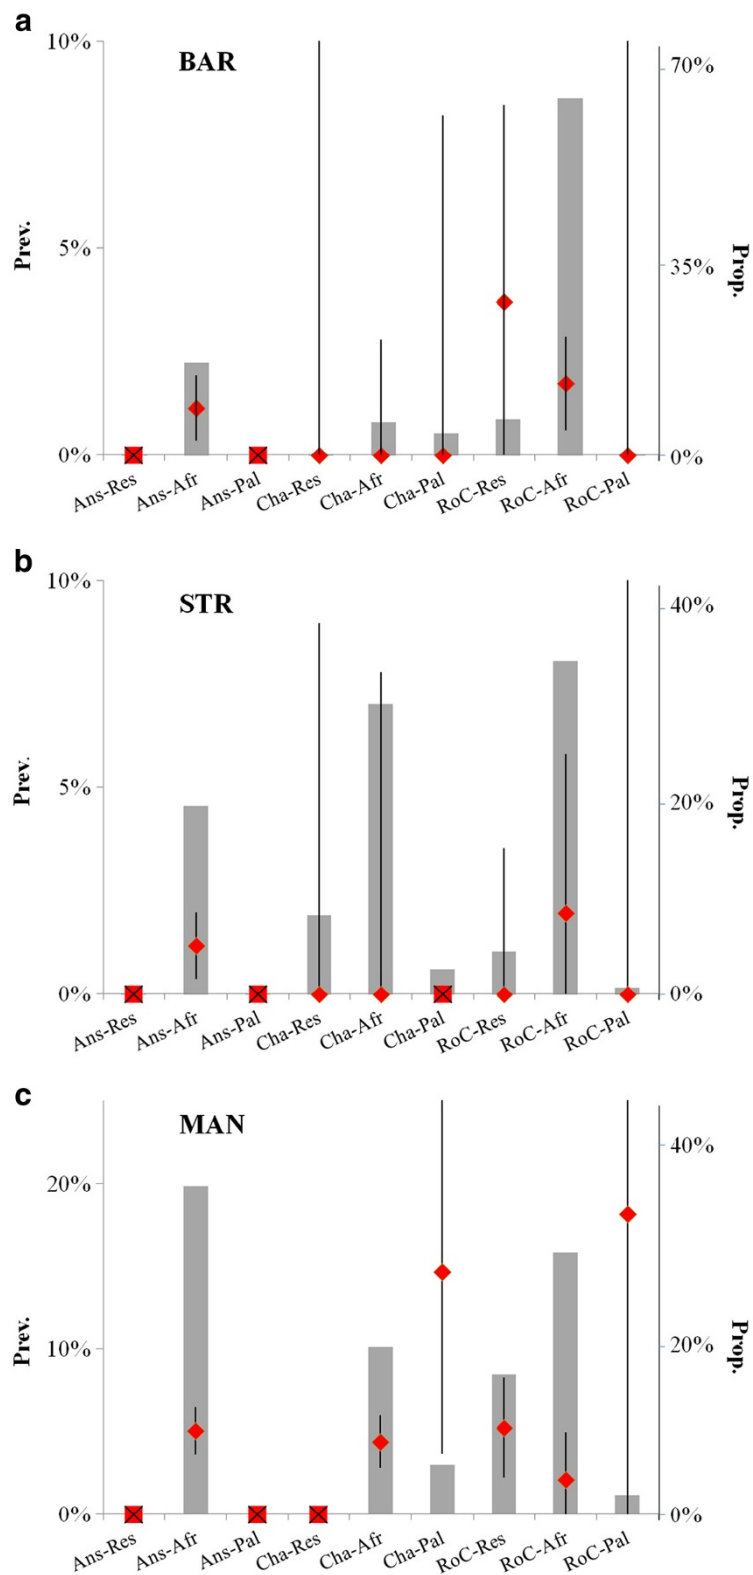 a
BAR
10%
5%
0%
Prev.
70%
35%
0%
Prop.
Ans-Res
Ans-Afr
Ans-Pal
Cha-Res
Cha-Afr
Cha-Pal
RoC-Res
RoC-Afr
RoC-Pal
b
STR
10%
5%
0%
Prev.
40%
20%
0%
Prop.
Ans-Res
Ans-Afr
Ans-Pal
Cha-Res
Cha-Afr
Cha-Pal
RoC-Res
RoC-Afr
RoC-Pal
c
MAN
20%
10%
0%
Prev.
40%
20%
0%
Prop.
Ans-Res
Ans-Afr
Ans-Pal
Cha-Res
Cha-Afr
Cha-Pal
RoC-Res
RoC-Afr
RoC-Pal